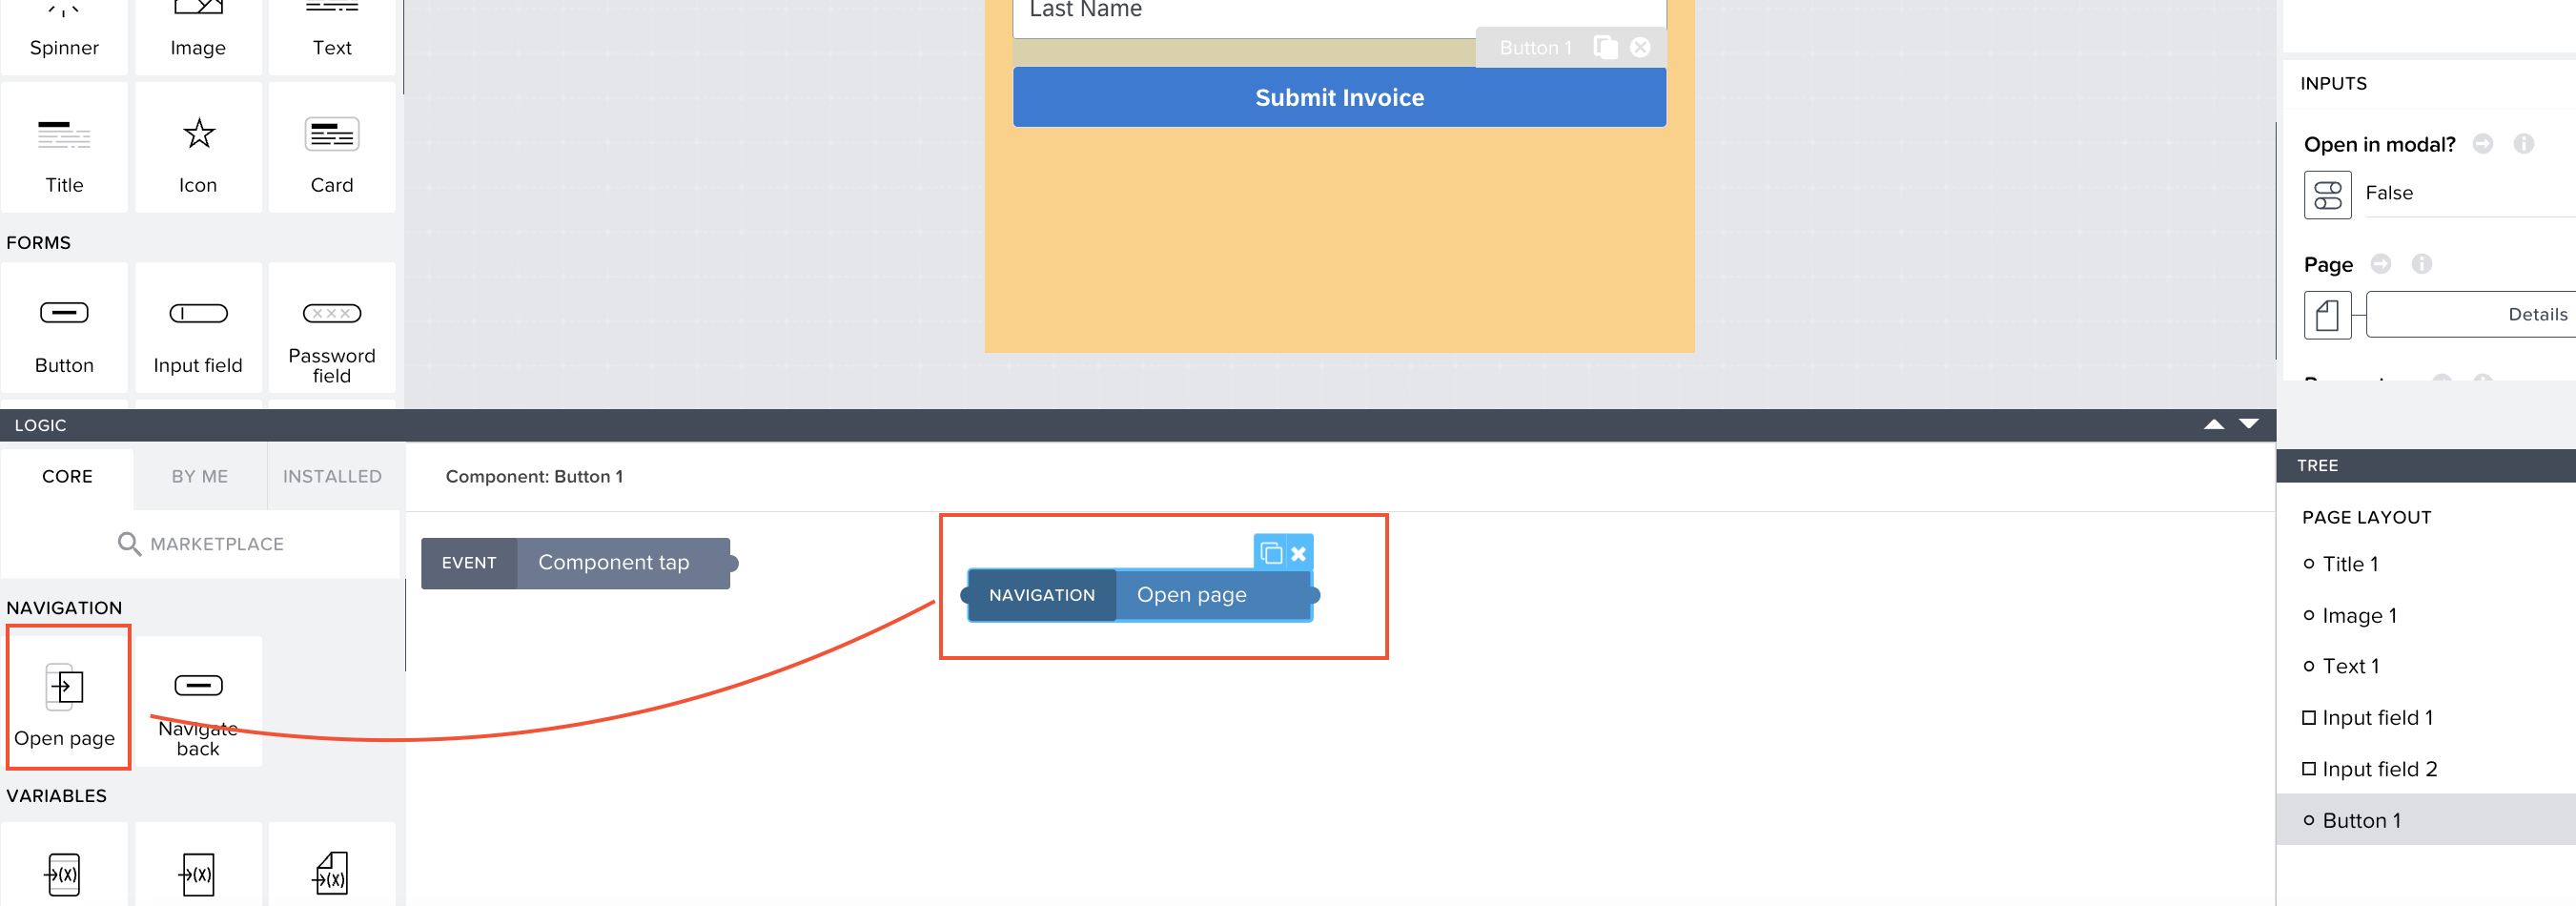 Spinner
Image
Text
Title
Icon
Card
FORMS
Button
Input field
Password
field
Last Name
Button 1
Submit Invoice
INPUTS
Open in modal?
False
Page
Details
LOGIC
CORE
BY ME
INSTALLED
MARKETPLACE
NAVIGATION
Open page
Navigate
back
VARIABLES
(X)
(X)
(X)
Component: Button 1
EVENT
Component tap
NAVIGATION
Open page
TREE
PAGE LAYOUT
Title 1
Image 1
Text 1
Input field 1
Input field 2
Button 1